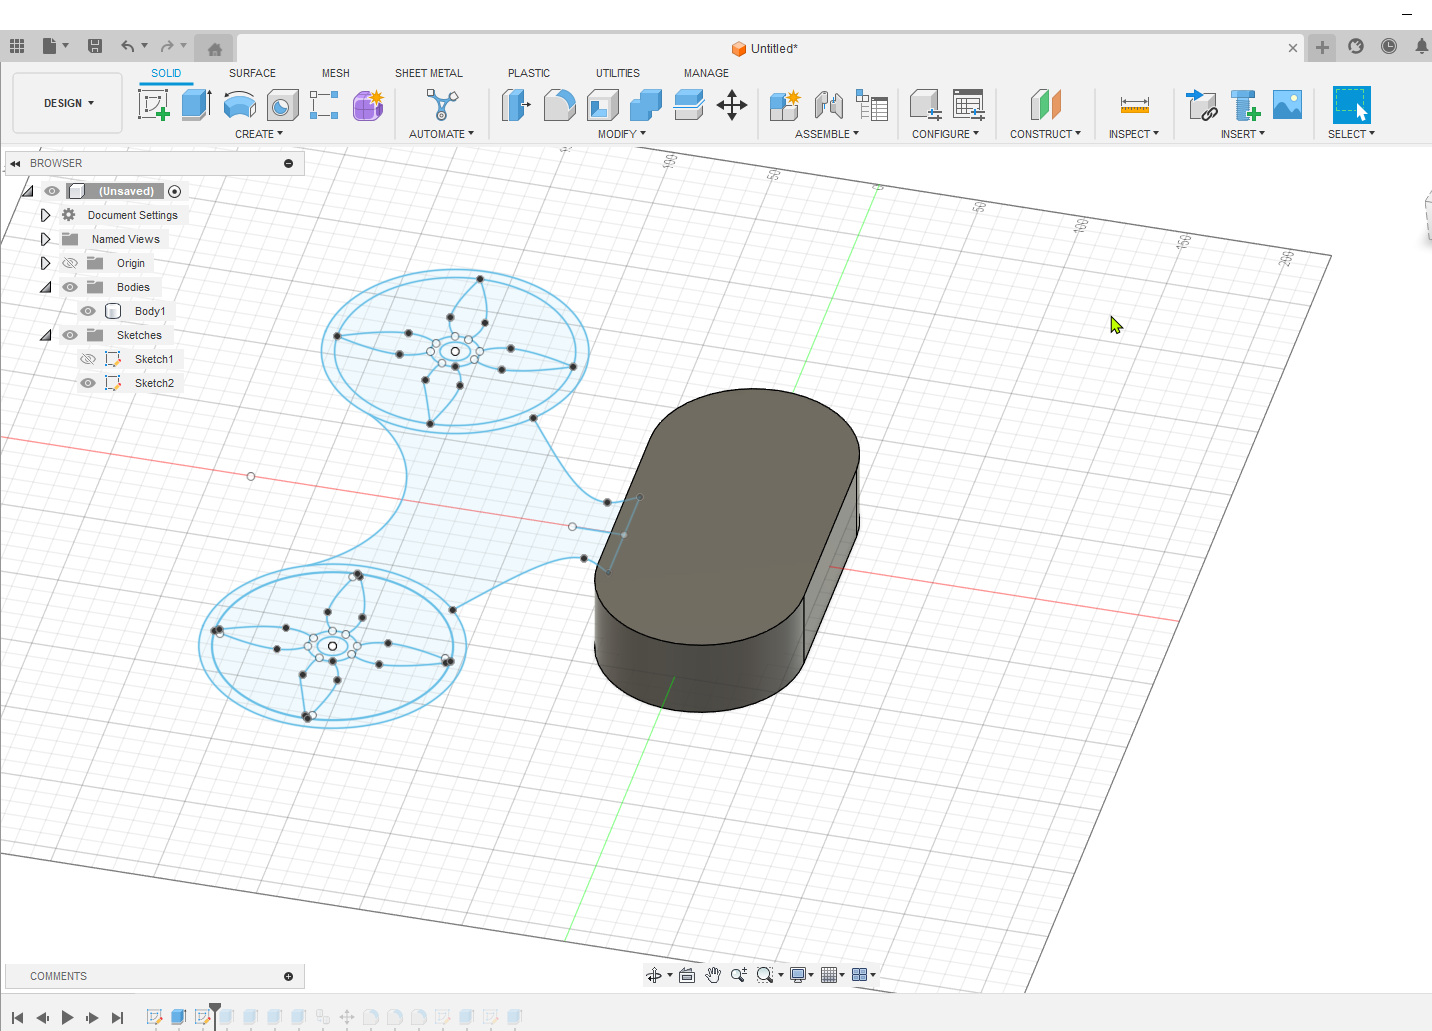 Untitled*
SOLID
SURFACE
MESH
SHEET METAL
PLASTIC
UTILITIES
MANAGE
DESIGN
CREATE
AUTOMATE
MODIFY
ASSEMBLE
CONFIGURE
CONSTRUCT
INSPECT
INSERT
SELECT
BROWSER
(Unsaved)
Document Settings
Named Views
Origin
Bodies
Body1
Sketches
Sketch1
Sketch2
100
50
0
50
100
150
200
COMMENTS